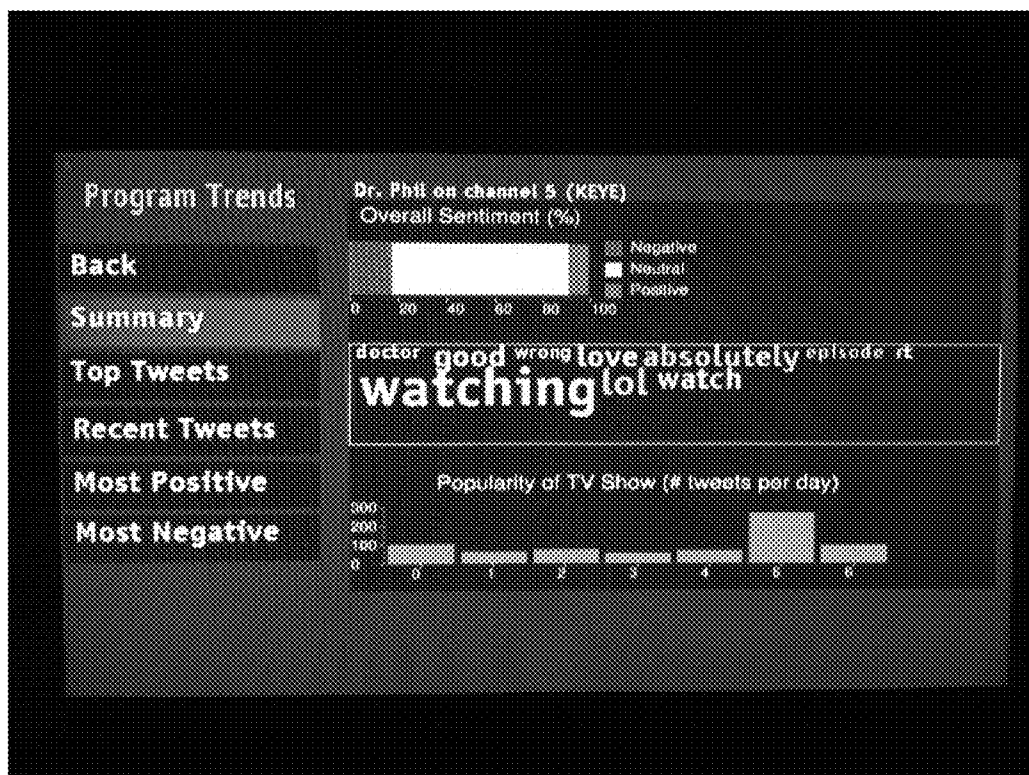 Program Trends
Back
Summary
Top Tweets
Recent Tweets
Most Positive
Most Negative
Dr. Phil on channel 5 (KEYE)
Overall Sentiment (%)
Negative
Neutral
Positive
0 20 40 60 80 100
doctor good wrong love absolutely episode rt
watching lol watch
Popularity of TV Show (# tweets per day)
300
200
100
0
0 1 2 3 4 5 6